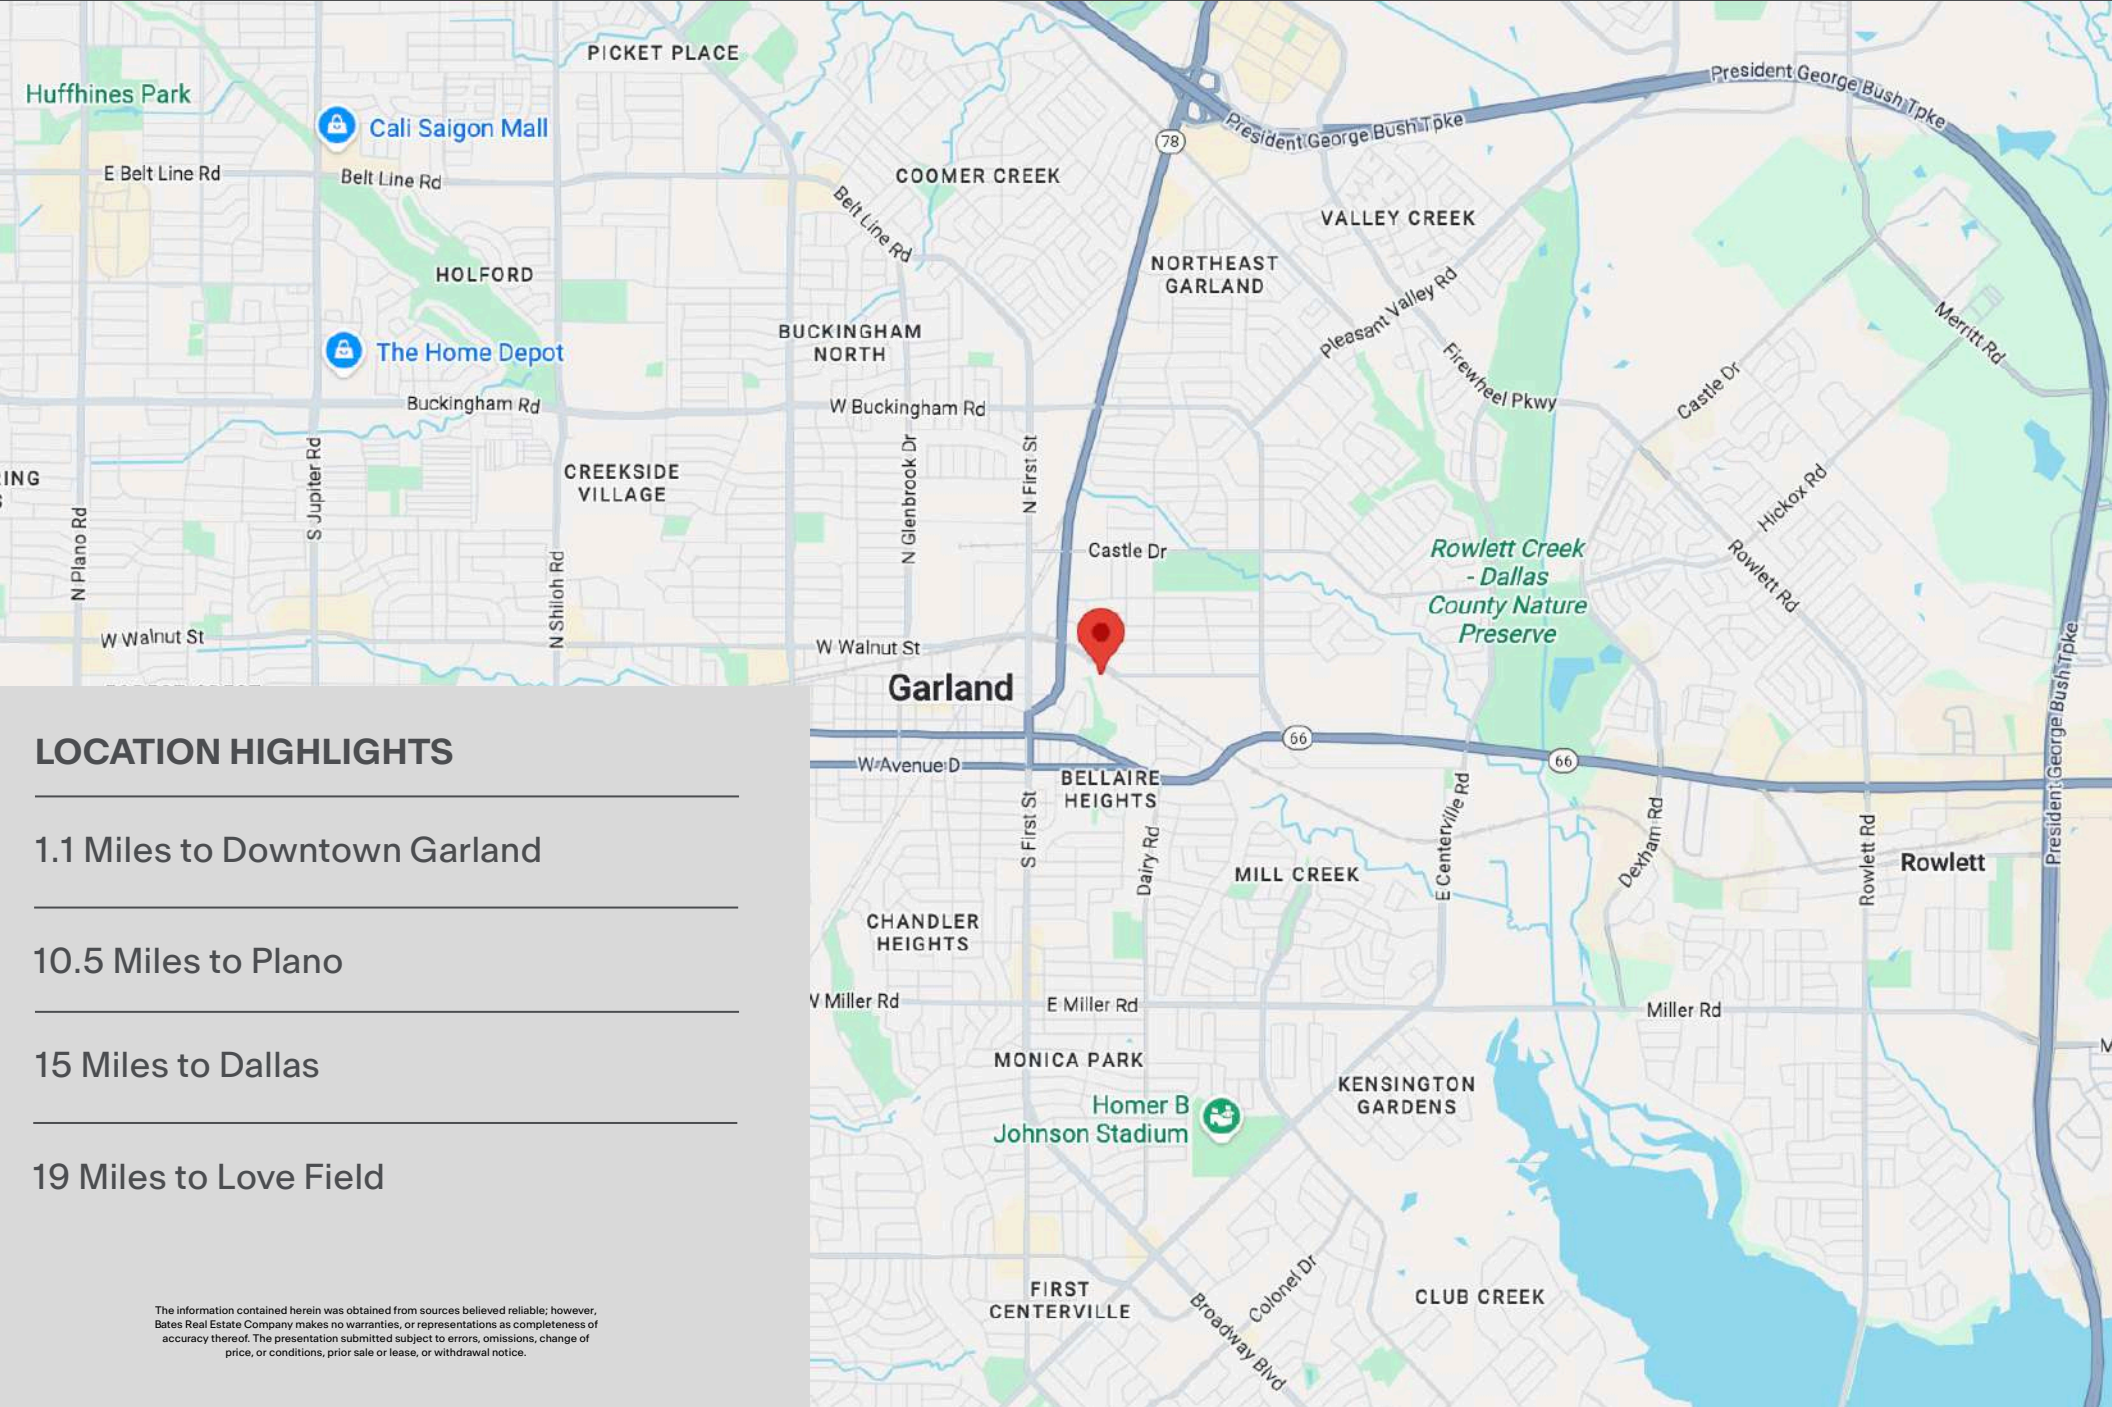 PICKET PLACE
Huffhines Park
Cali Saigon Mall
President George Bush Tpke
President George Bush Tpke
78
E Belt Line Rd
Belt Line Rd
COOMER CREEK
Belt Line Rd
VALLEY CREEK
HOLFORD
NORTHEAST
GARLAND
Pleasant Valley Rd
BUCKINGHAM
NORTH
The Home Depot
Merritt Rd
Firewheel Pkwy
Castle Dr
Buckingham Rd
W Buckingham Rd
RING
S Jupiter Rd
CREEKSIDE
VILLAGE
N Glenbrook Dr
N First St
Hickox Rd
N Plano Rd
N Shiloh Rd
Castle Dr
Rowlett Creek
- Dallas
County Nature
Preserve
Rowlett Rd
W Walnut St
W Walnut St
Garland
President George Bush Tpke
66
66
W Avenue D
BELLAIRE
HEIGHTS
S First St
Dairy Rd
E Centerville Rd
Dexham Rd
Rowlett Rd
Rowlett
MILL CREEK
CHANDLER
HEIGHTS
W Miller Rd
E Miller Rd
Miller Rd
M
MONICA PARK
KENSINGTON
GARDENS
Homer B
Johnson Stadium
FIRST
CENTERVILLE
Colonel Dr
Broadway Blvd
CLUB CREEK
LOCATION HIGHLIGHTS
1.1 Miles to Downtown Garland
10.5 Miles to Plano
15 Miles to Dallas
19 Miles to Love Field
The information contained herein was obtained from sources believed reliable; however,
Bates Real Estate Company makes no warranties, or representations as completeness of
accuracy thereof. The presentation submitted subject to errors, omissions, change of
price, or conditions, prior sale or lease, or withdrawal notice.